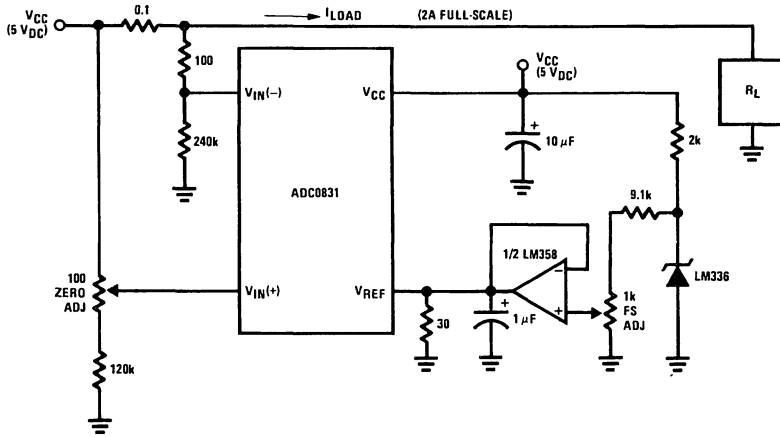 VCC
(5 VDC)
0.1
ILOAD
(2A FULL-SCALE)
100
240k
VIN(–)
VCC
ADC0831
VIN(+)
VREF
VCC
(5 VDC)
10 μF
RL
2k
9.1k
1/2 LM358
–
+
LM336
1k
FS
ADJ
30
+
1 μF
+
100
ZERO
ADJ
120k